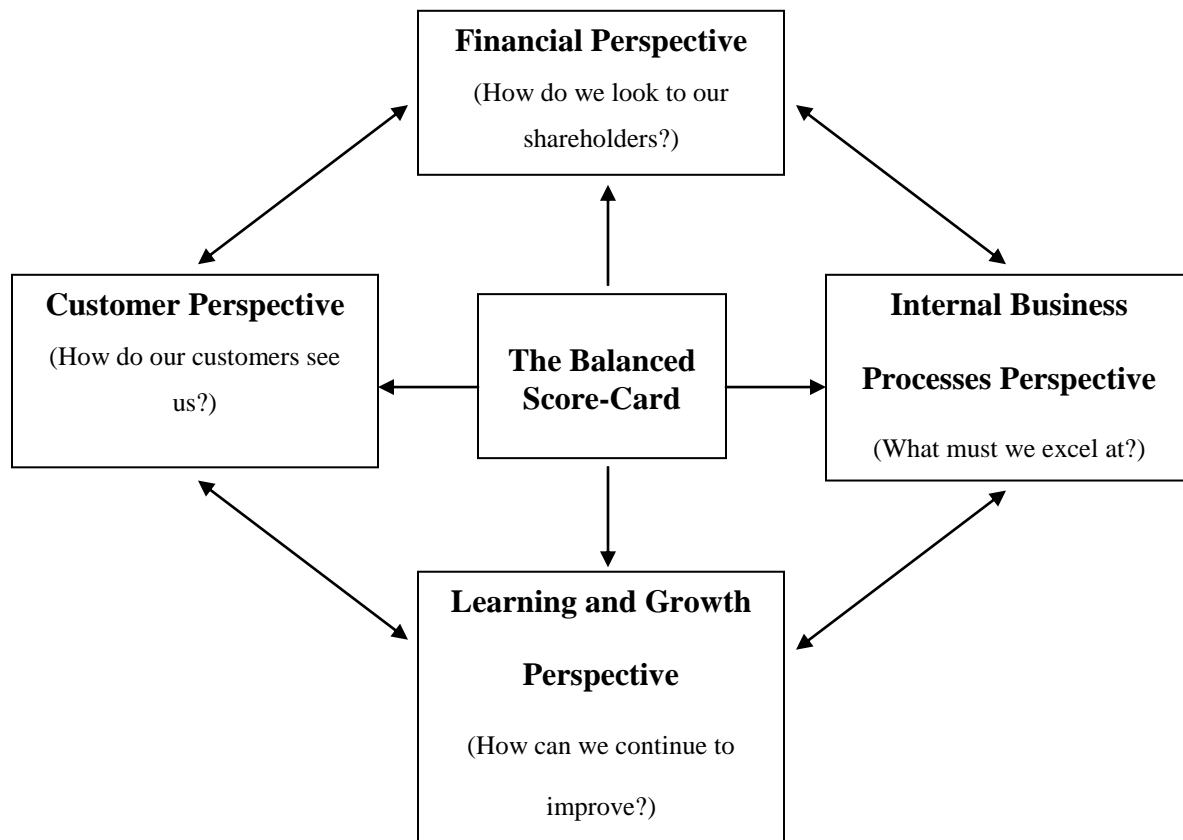 Financial Perspective
(How do we look to our
shareholders?)
Customer Perspective
(How do our customers see
us?)
The Balanced
Score-Card
Internal Business
Processes Perspective
(What must we excel at?)
Learning and Growth
Perspective
(How can we continue to
improve?)